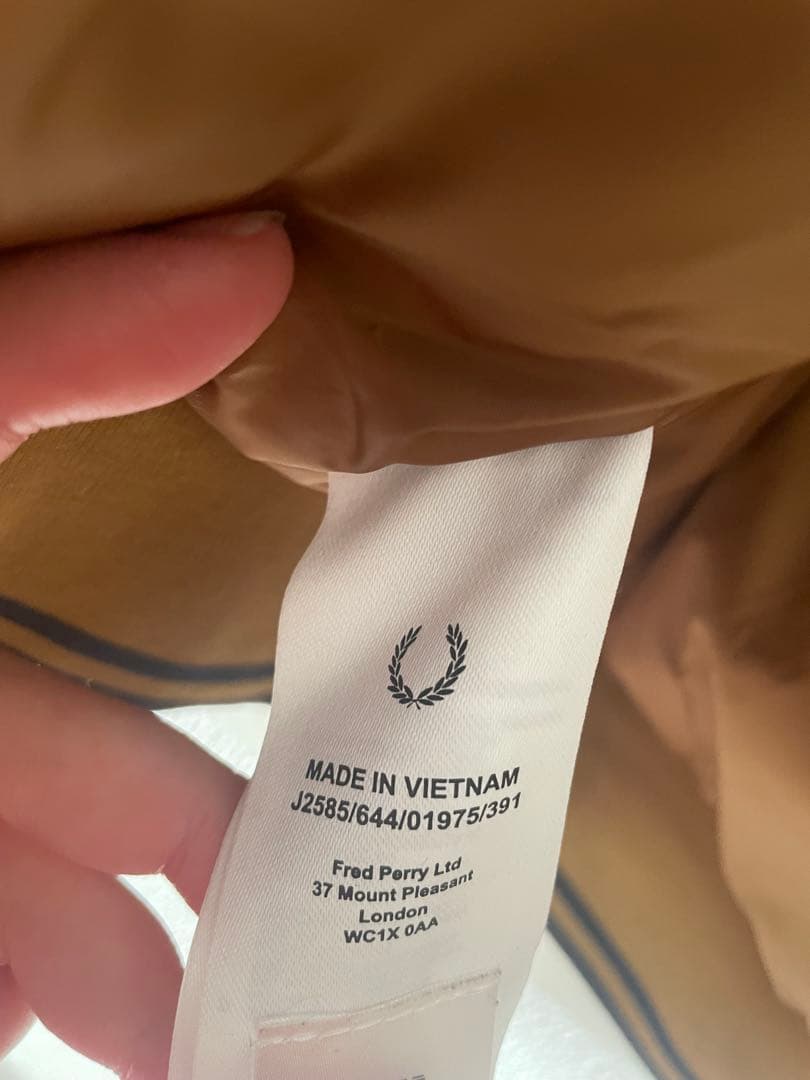 MADE IN VIETNAM
J2585/644/01975/391
Fred Perry Ltd
37 Mount Pleasant
London
WC1X 0AA